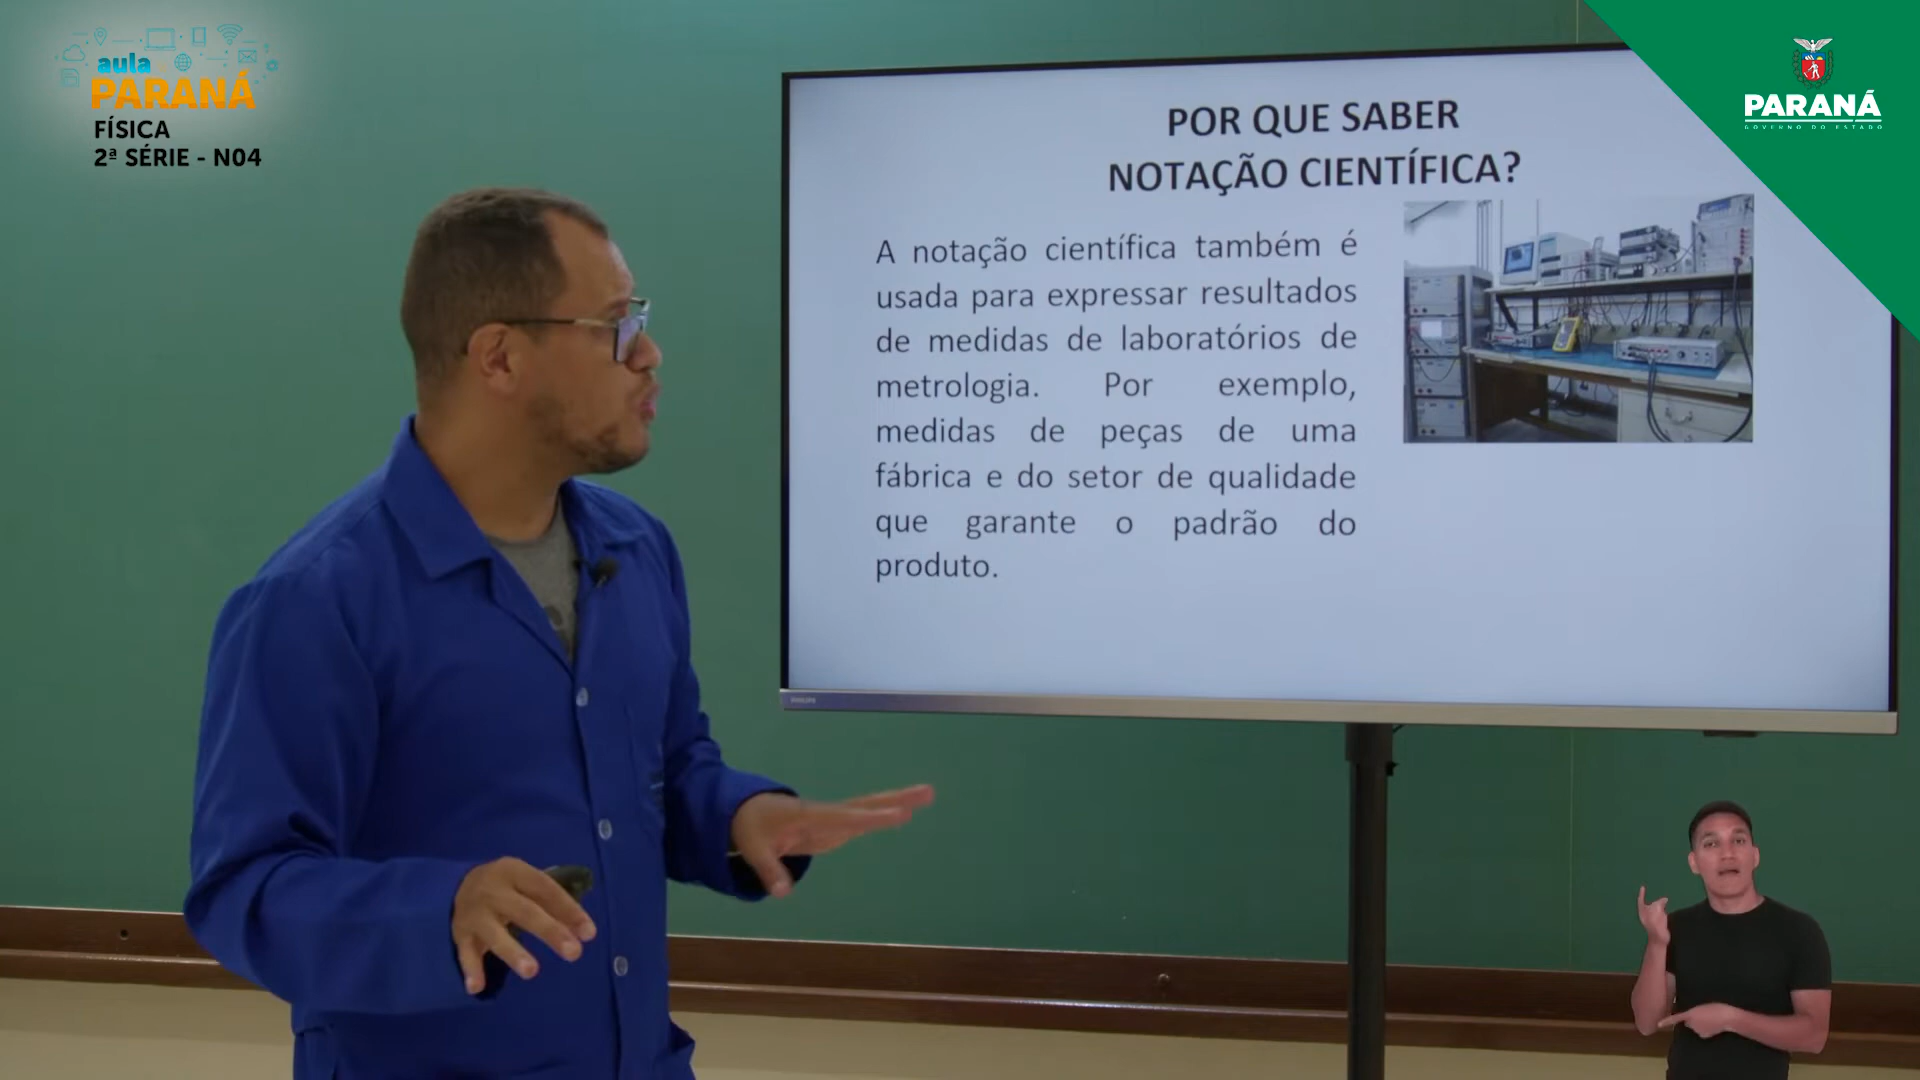 aula
PARANÁ
FÍSICA
2ª SÉRIE - N04
POR QUE SABER
NOTAÇÃO CIENTÍFICA?
A notação científica também é
usada para expressar resultados
de medidas de laboratórios de
metrologia. Por exemplo,
medidas de peças de uma
fábrica e do setor de qualidade
que garante o padrão do
produto.
PARANÁ
GOVERNO DO ESTADO
PHILIPS